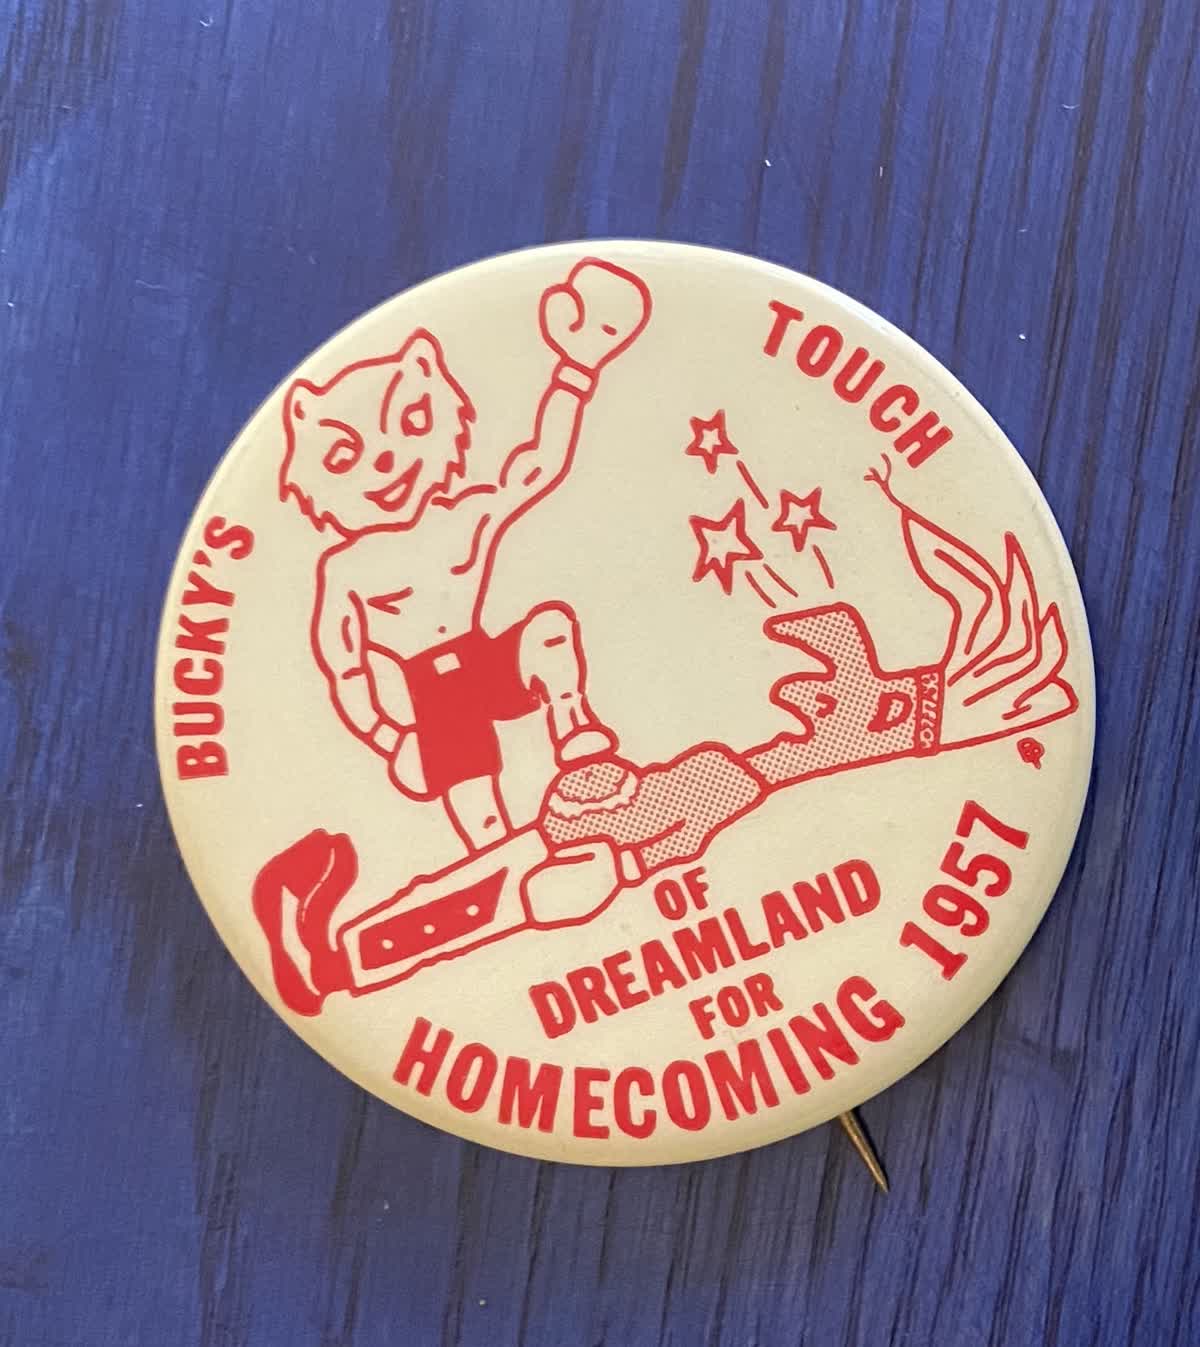 BUCKY'S
TOUCH
OF
DREAMLAND
FOR
HOMECOMING 1957